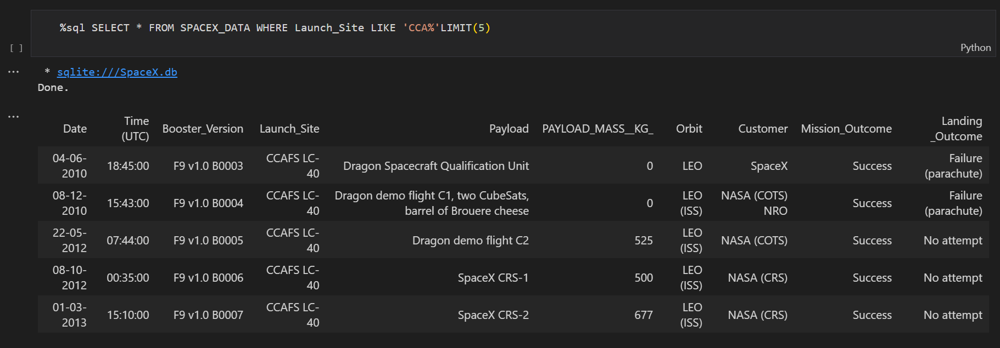 %sql SELECT * FROM SPACEX_DATA WHERE Launch_Site LIKE 'CCA%'LIMIT(5)
[ ]
Python
...
* sqlite:///SpaceX.db
Done.
...
Date Time (UTC) Booster_Version Launch_Site Payload PAYLOAD_MASS__KG_ Orbit Customer Mission_Outcome Landing _Outcome
04-06-2010 18:45:00 F9 v1.0 B0003 CCAFS LC-40 Dragon Spacecraft Qualification Unit 0 LEO SpaceX Success Failure (parachute)
08-12-2010 15:43:00 F9 v1.0 B0004 CCAFS LC-40 Dragon demo flight C1, two CubeSats, barrel of Brouere cheese 0 LEO (ISS) NASA (COTS) NRO Success Failure (parachute)
22-05-2012 07:44:00 F9 v1.0 B0005 CCAFS LC-40 Dragon demo flight C2 525 LEO (ISS) NASA (COTS) Success No attempt
08-10-2012 00:35:00 F9 v1.0 B0006 CCAFS LC-40 SpaceX CRS-1 500 LEO (ISS) NASA (CRS) Success No attempt
01-03-2013 15:10:00 F9 v1.0 B0007 CCAFS LC-40 SpaceX CRS-2 677 LEO (ISS) NASA (CRS) Success No attempt